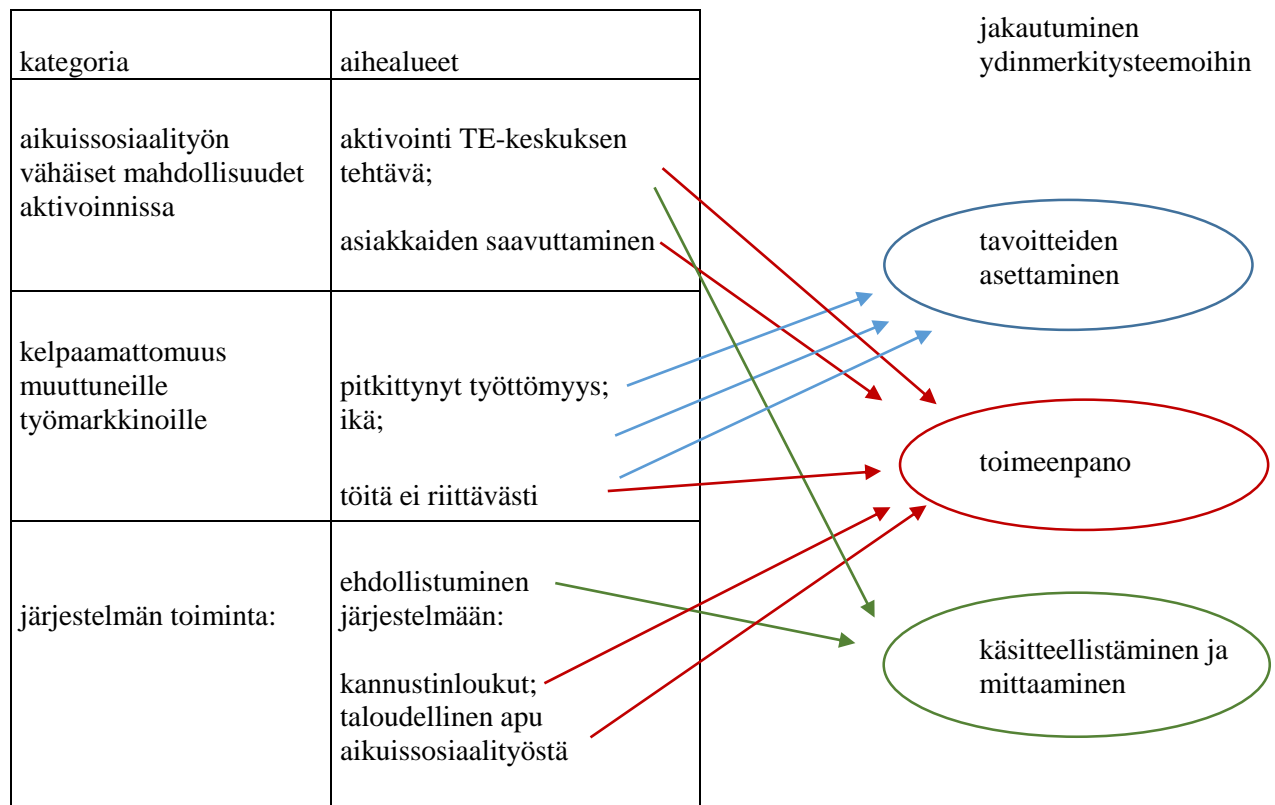 jakautuminen
ydinmerkitysteemoihin
kategoria
aihealueet
aikuissosiaalityön
vähäiset mahdollisuudet
aktivoinnissa
aktivointi TE-keskuksen
tehtävä;
asiakkaiden saavuttaminen
tavoitteiden
asettaminen
kelpaamattomuus
muuttuneille
työmarkkinoille
pitkittynyt työttömyys;
ikä;
töitä ei riittävästi
toimeenpano
järjestelmän toiminta:
ehdollistuminen
järjestelmään:
kannustinloukut;
taloudellinen apu
aikuissosiaalityöstä
käsitteellistäminen ja
mittaaminen